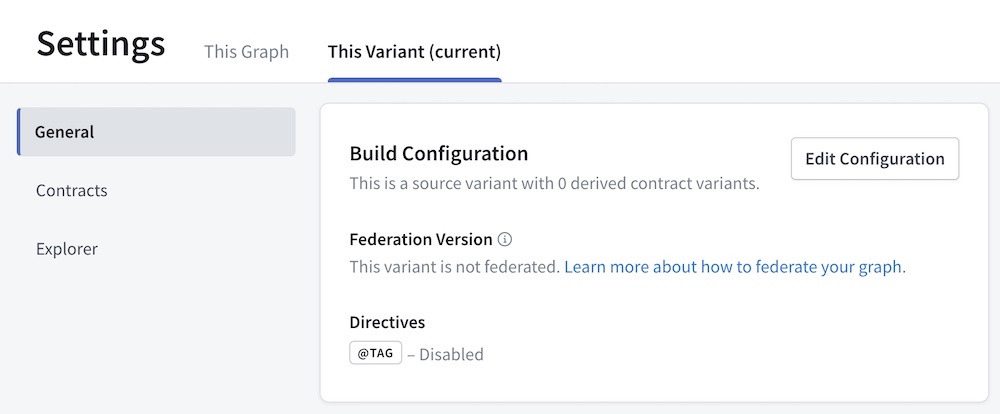 Settings This Graph This Variant (current)
General
Contracts
Explorer
Build Configuration
This is a source variant with 0 derived contract variants.
Edit Configuration
Federation Version
This variant is not federated. Learn more about how to federate your graph.
Directives
@TAG – Disabled